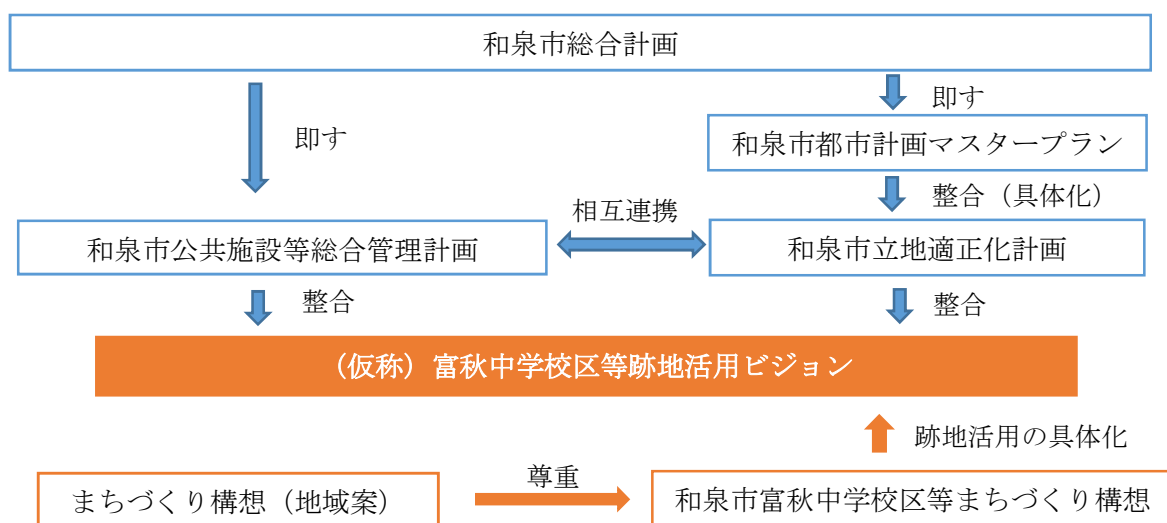 和泉市総合計画
即す
即す
和泉市都市計画マスタープラン
整合（具体化）
相互連携
和泉市公共施設等総合管理計画
和泉市立地適正化計画
整合
整合
（仮称）富秋中学校区等跡地活用ビジョン
跡地活用の具体化
尊重
まちづくり構想（地域案）
和泉市富秋中学校区等まちづくり構想